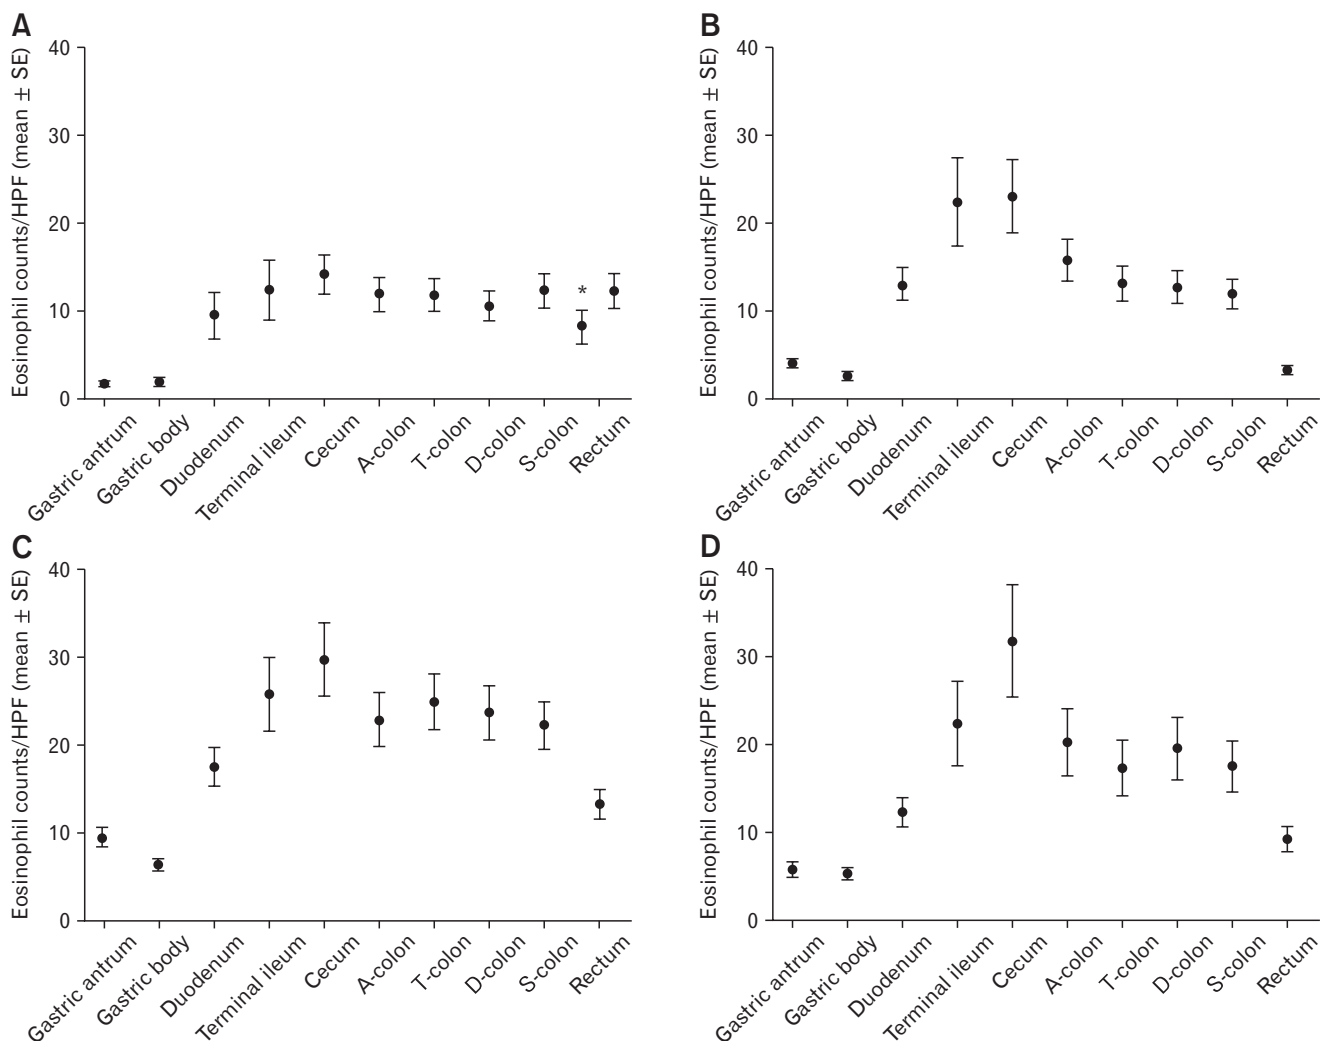 A
Eosinophil counts/HPF (mean ± SE)
40
30
20
10
0
*
Gastric antrum
Gastric body
Duodenum
Terminal ileum
Cecum
A-colon
T-colon
D-colon
S-colon
Rectum
B
Eosinophil counts/HPF (mean ± SE)
40
30
20
10
0
Gastric antrum
Gastric body
Duodenum
Terminal ileum
Cecum
A-colon
T-colon
D-colon
S-colon
Rectum
C
Eosinophil counts/HPF (mean ± SE)
40
30
20
10
0
Gastric antrum
Gastric body
Duodenum
Terminal ileum
Cecum
A-colon
T-colon
D-colon
S-colon
Rectum
D
Eosinophil counts/HPF (mean ± SE)
40
30
20
10
0
Gastric antrum
Gastric body
Duodenum
Terminal ileum
Cecum
A-colon
T-colon
D-colon
S-colon
Rectum